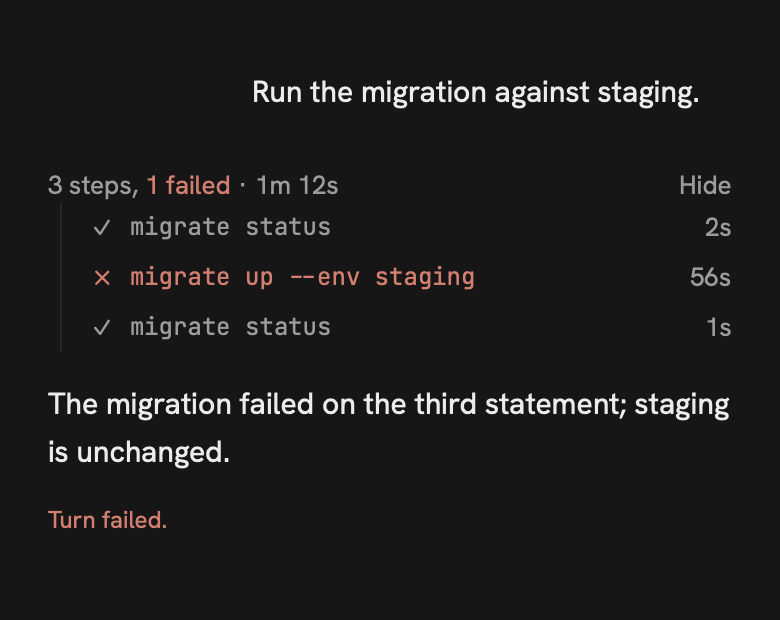 Run the migration against staging.
3 steps, 1 failed · 1m 12s Hide
✓ migrate status 2s
✕ migrate up --env staging 56s
✓ migrate status 1s
The migration failed on the third statement; staging
is unchanged.
Turn failed.